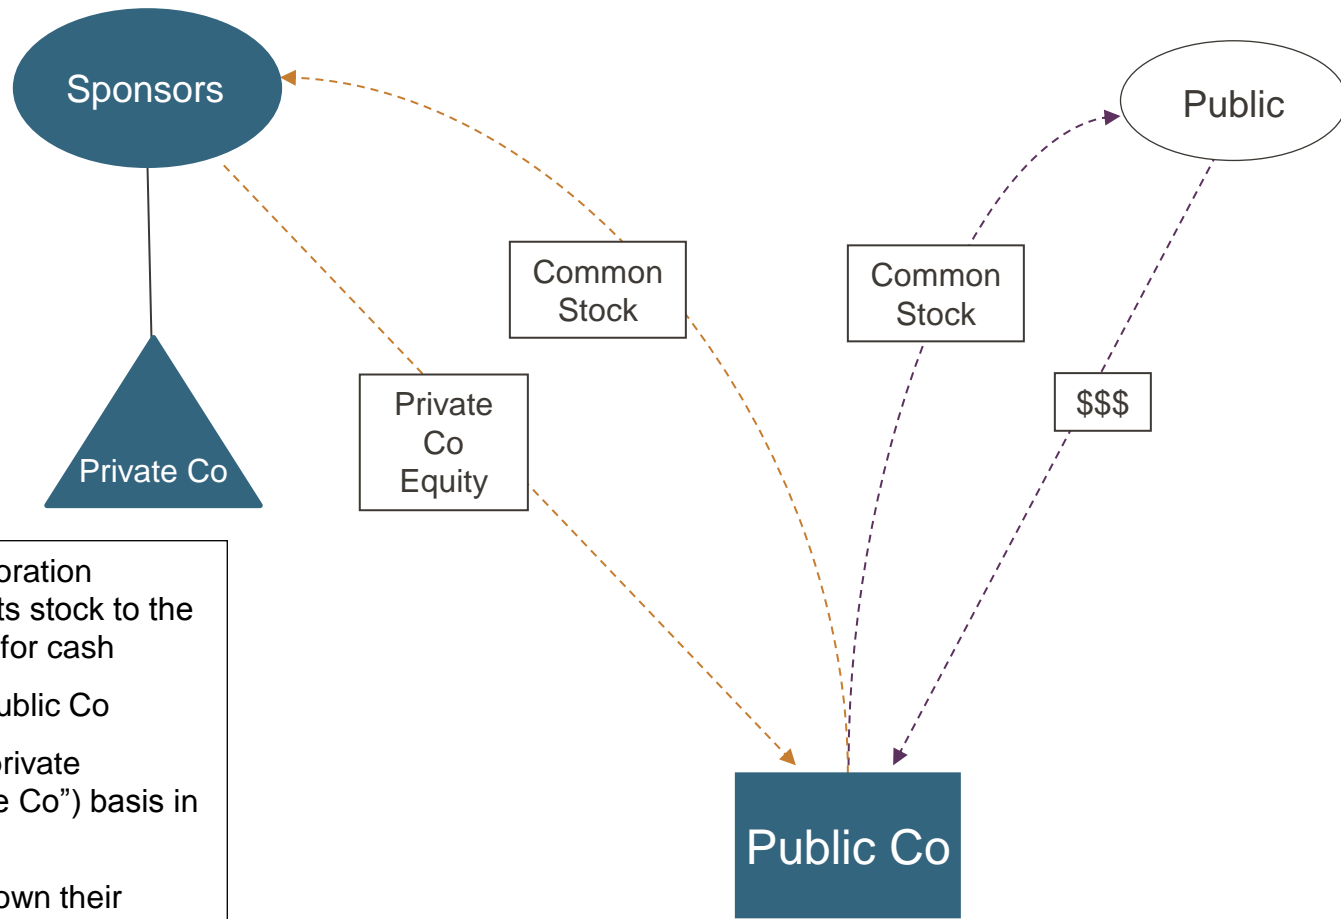 Sponsors
Public
Common
Stock
Common
Stock
Private
Co
Equity
$$$
Private Co
oration
ts stock to the
for cash
ublic Co
rivate
e Co”) basis in
own their
Public Co